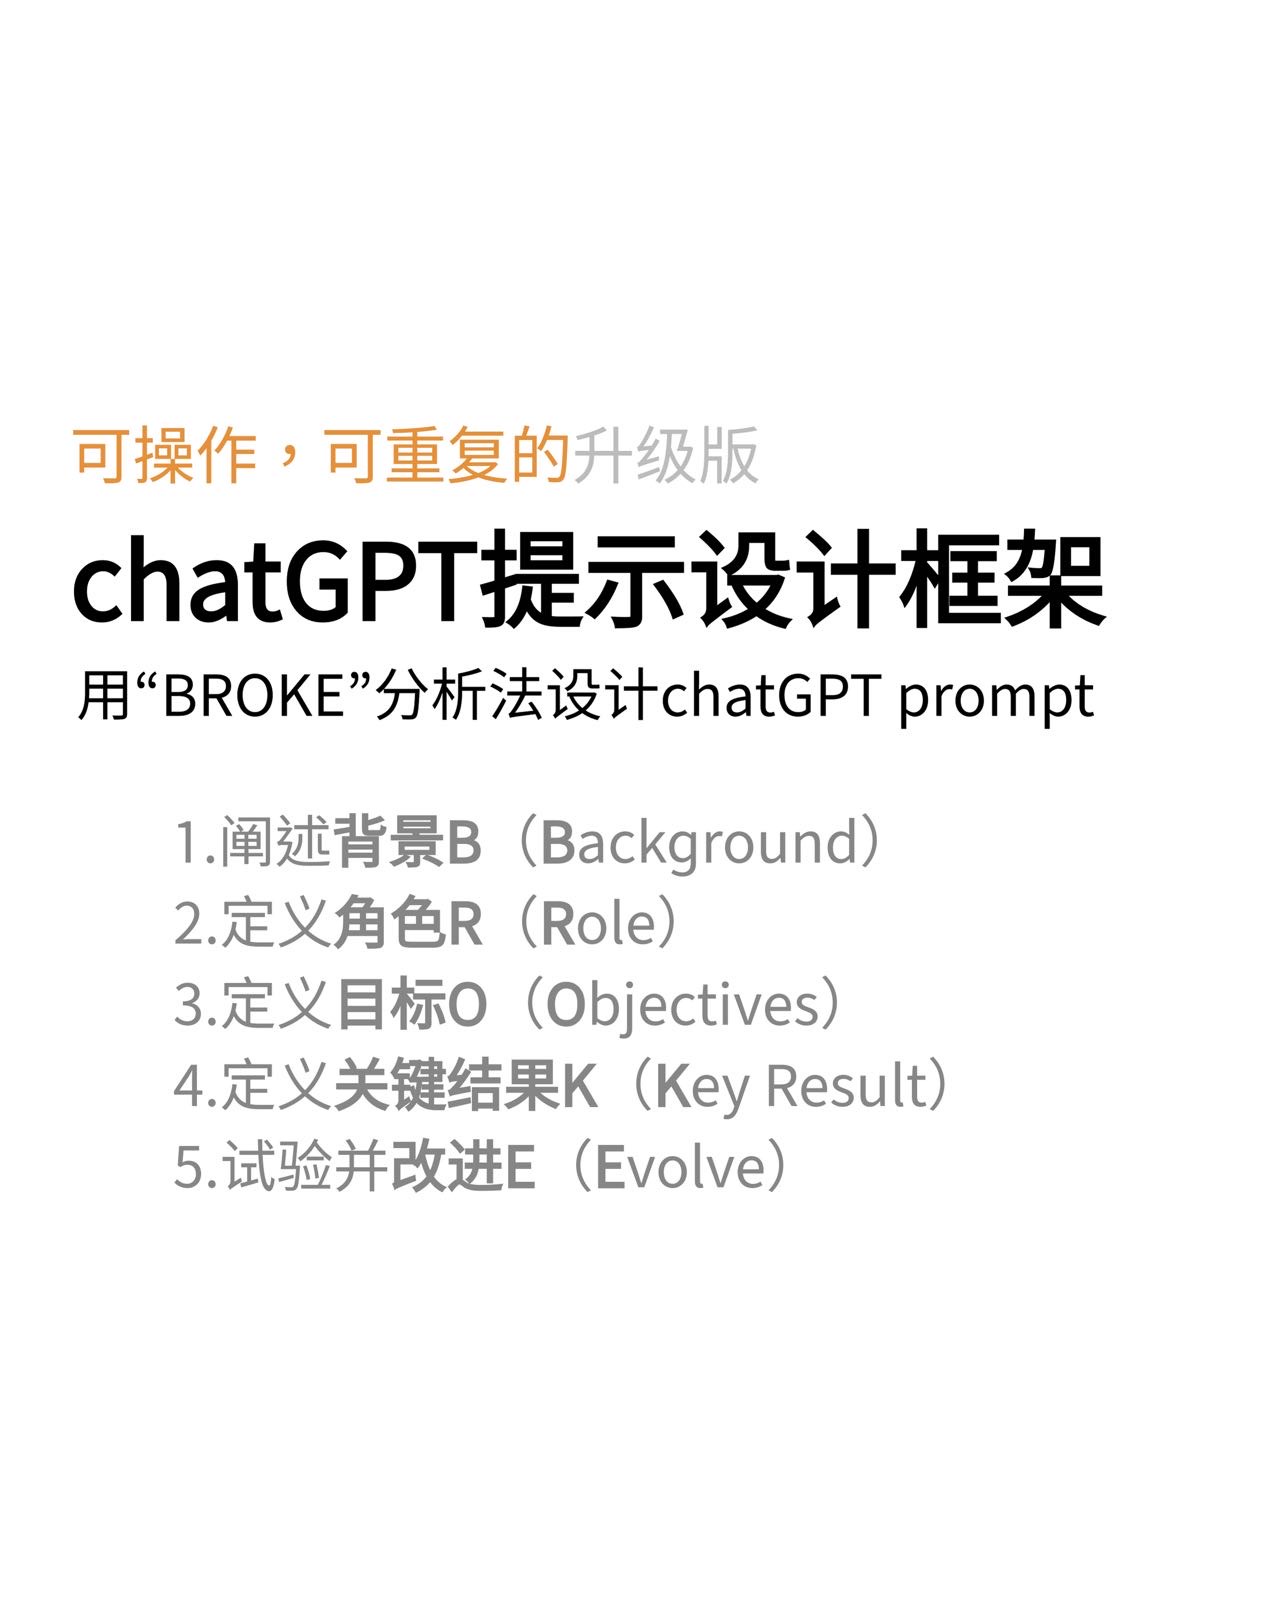 可操作，可重复的升级版
chatGPT提示设计框架
用“BROKE”分析法设计chatGPT prompt
1.阐述背景B（Background）
2.定义角色R（Role）
3.定义目标O（Objectives）
4.定义关键结果K（Key Result）
5.试验并改进E（Evolve）